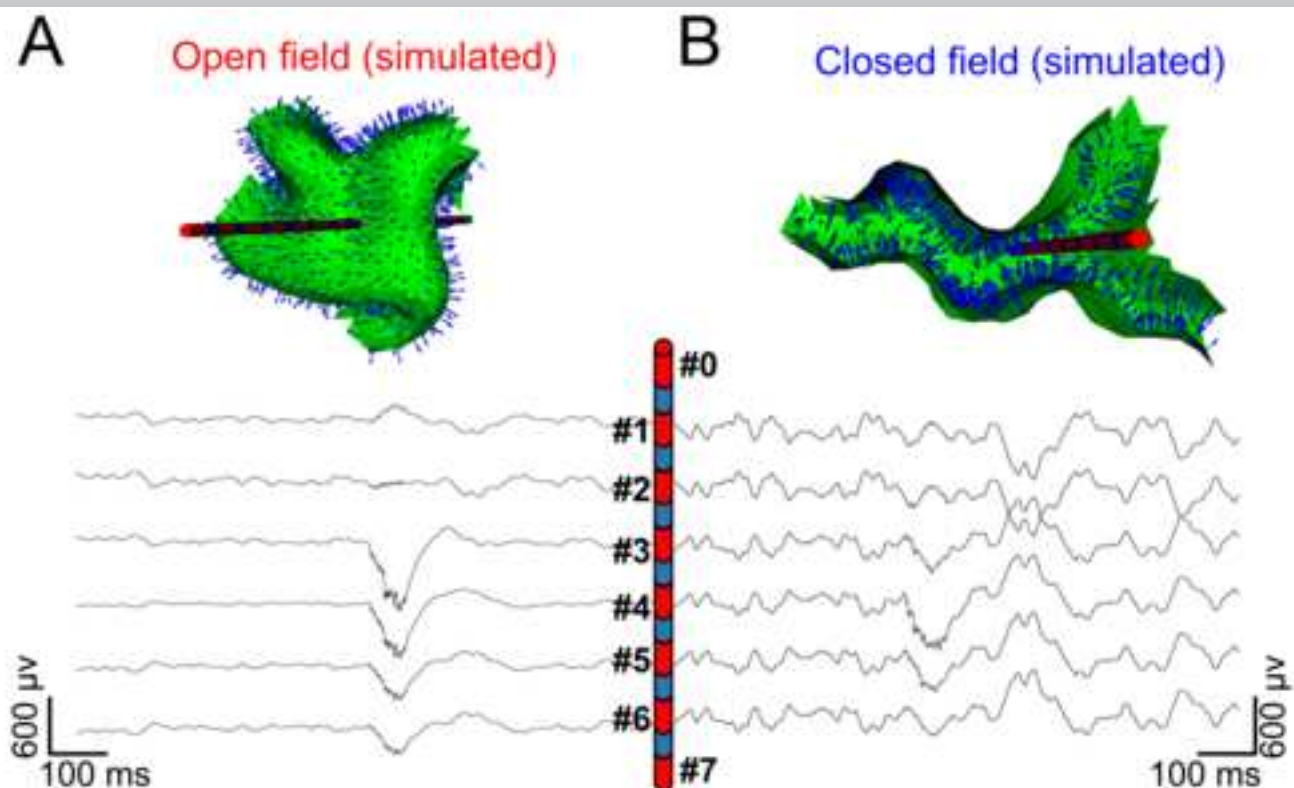 A
Open field (simulated)
B
Closed field (simulated)
#0
#1
#2
#3
#4
#5
#6
#7
600 μv
100 ms
600 μv
100 ms